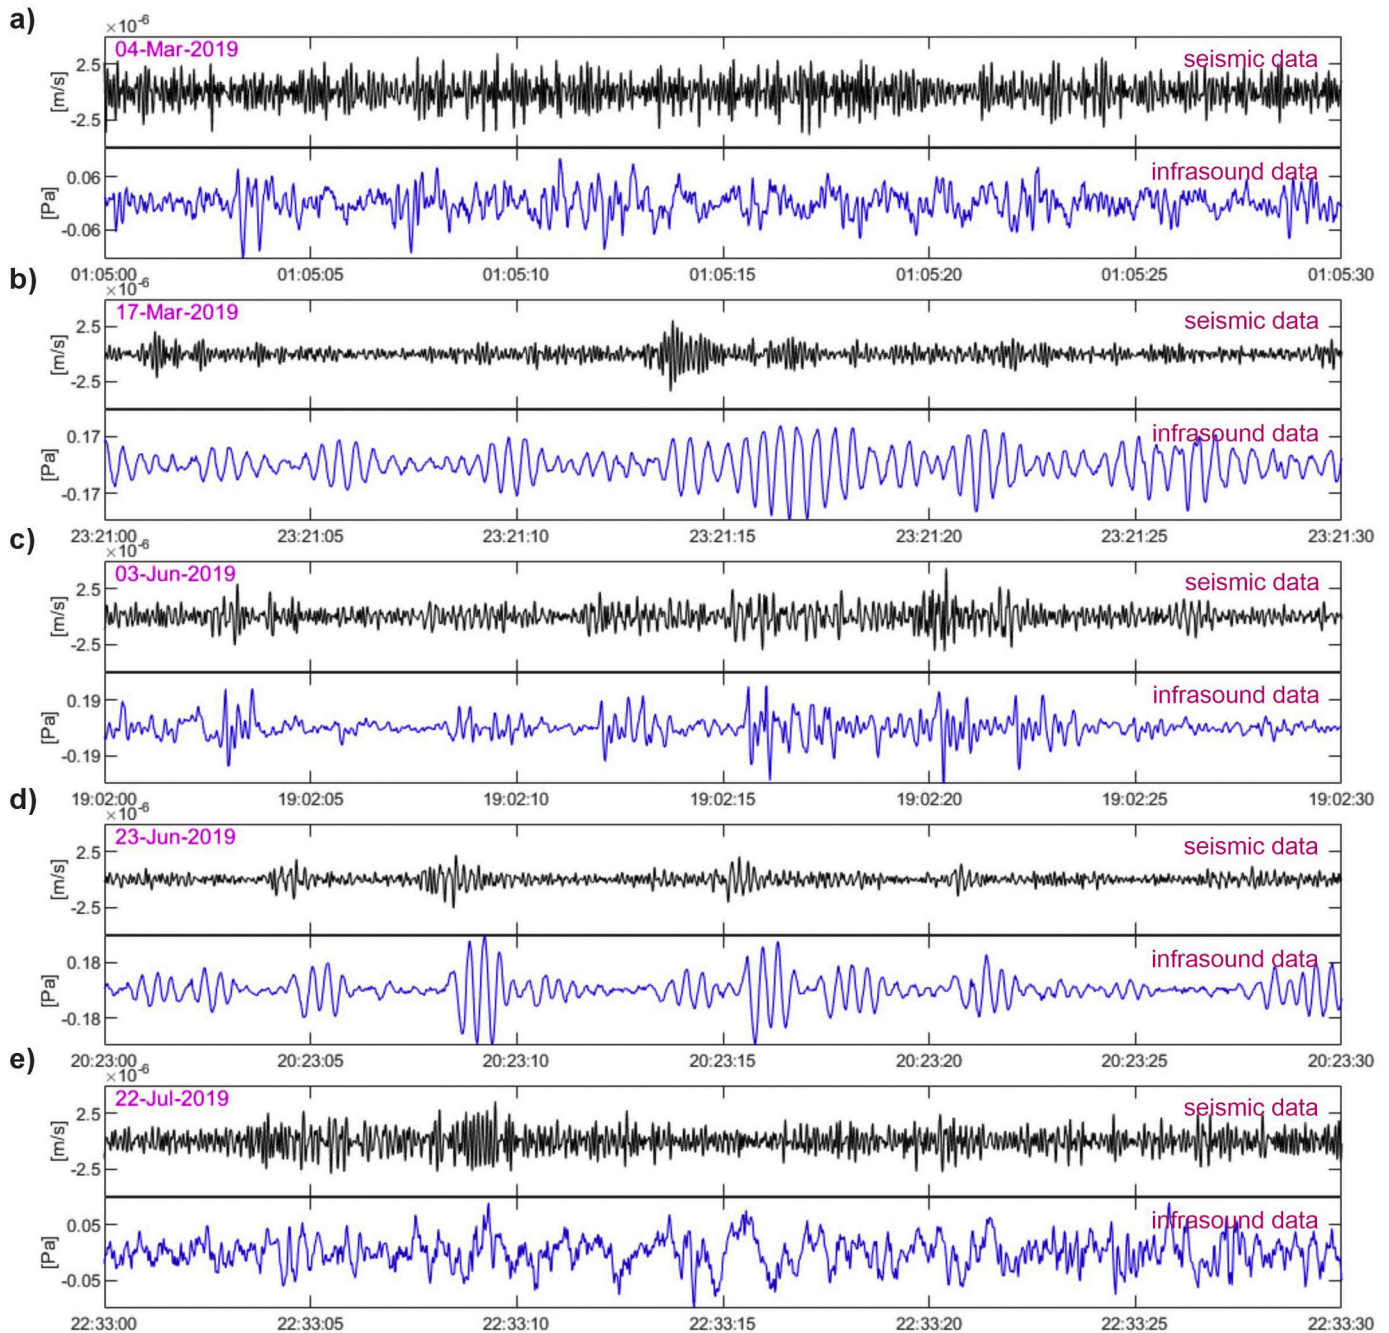 a)
×10⁻⁶
04-Mar-2019
seismic data
2.5
[m/s]
-2.5
infrasound data
0.06
[Pa]
-0.06
01:05:00 01:05:05 01:05:10 01:05:15 01:05:20 01:05:25 01:05:30
b)
×10⁻⁶
17-Mar-2019
seismic data
2.5
[m/s]
-2.5
infrasound data
0.17
[Pa]
-0.17
23:21:00 23:21:05 23:21:10 23:21:15 23:21:20 23:21:25 23:21:30
c)
×10⁻⁶
03-Jun-2019
seismic data
2.5
[m/s]
-2.5
infrasound data
0.19
[Pa]
-0.19
19:02:00 19:02:05 19:02:10 19:02:15 19:02:20 19:02:25 19:02:30
d)
×10⁻⁶
23-Jun-2019
seismic data
2.5
[m/s]
-2.5
infrasound data
0.18
[Pa]
-0.18
20:23:00 20:23:05 20:23:10 20:23:15 20:23:20 20:23:25 20:23:30
e)
×10⁻⁶
22-Jul-2019
seismic data
2.5
[m/s]
-2.5
infrasound data
0.05
[Pa]
-0.05
22:33:00 22:33:05 22:33:10 22:33:15 22:33:20 22:33:25 22:33:30